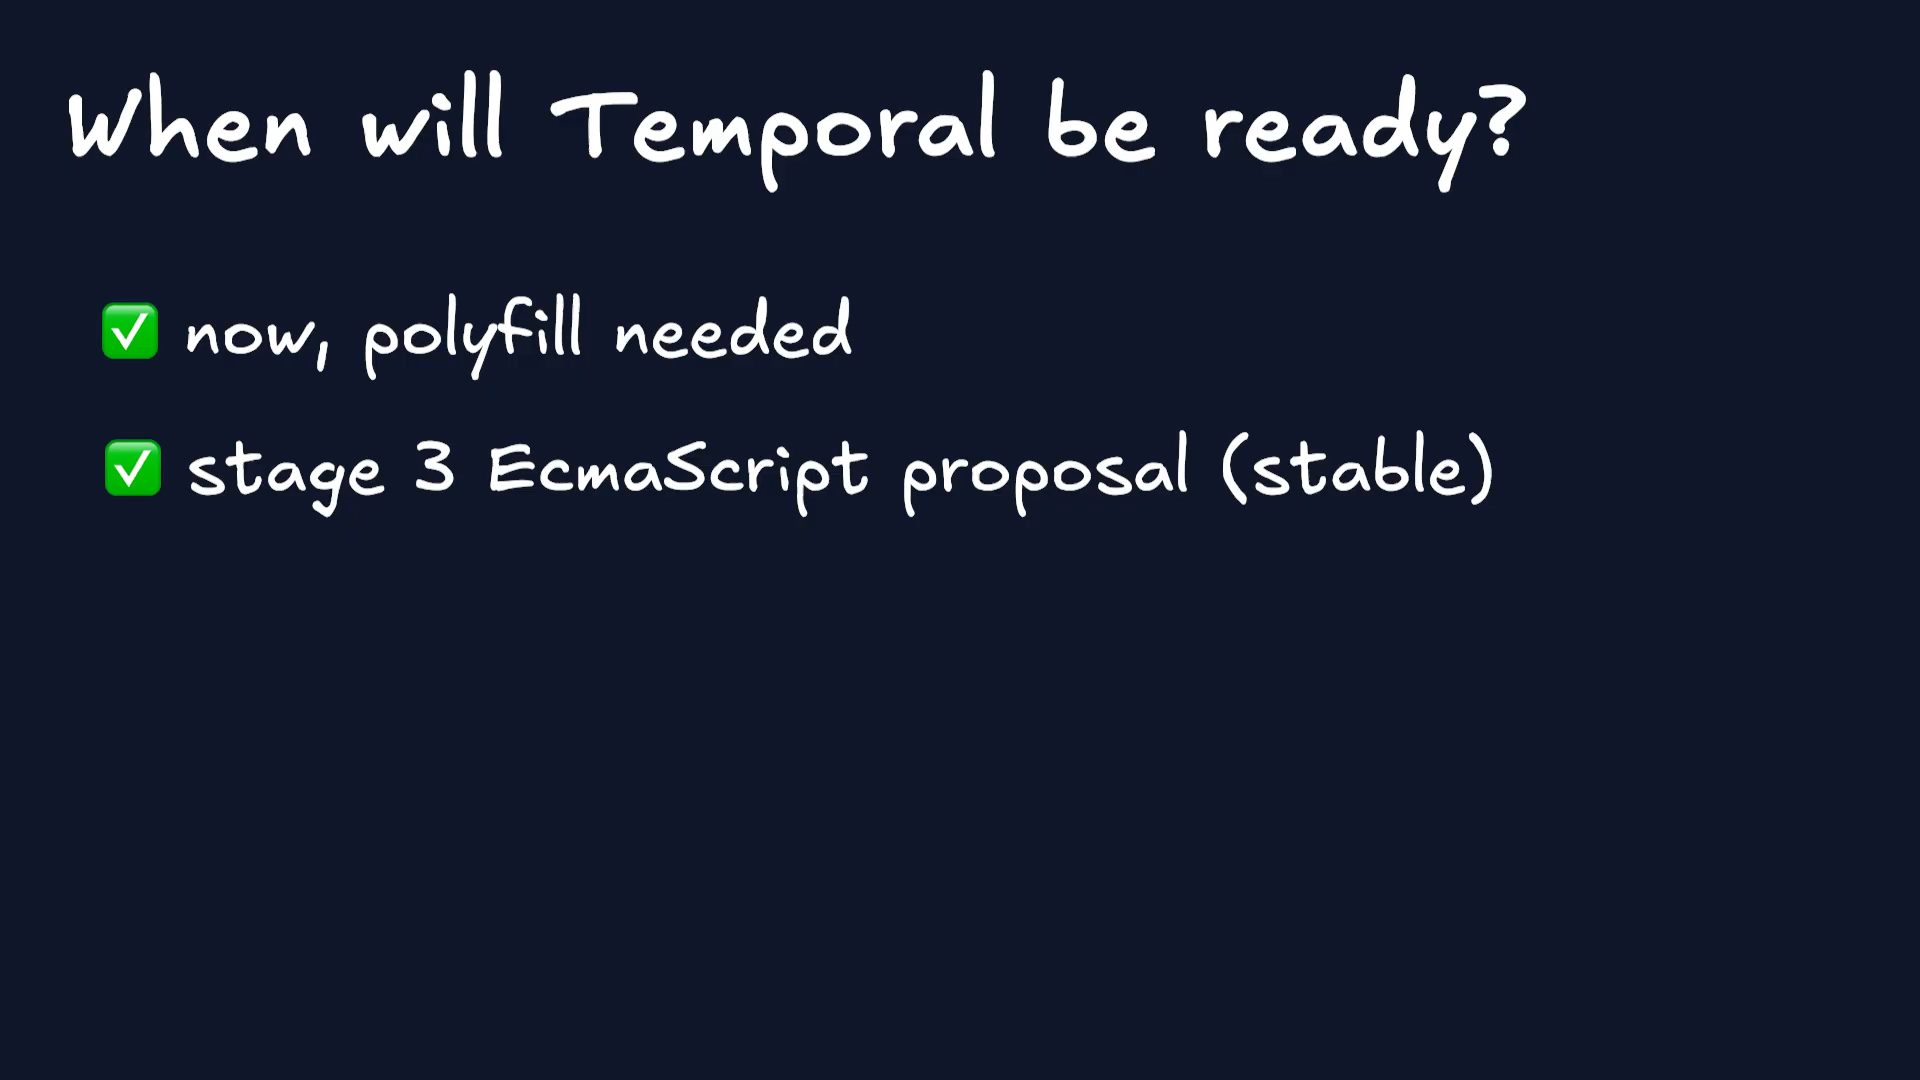 When will Temporal be ready?
✅ now, polyfill needed
✅ stage 3 EcmaScript proposal (stable)